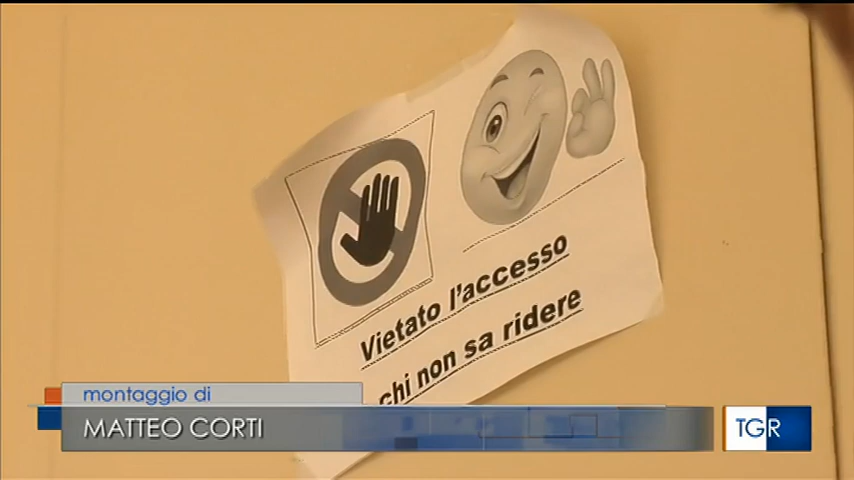 Vietato l'accesso
chi non sa ridere
montaggio di
MATTEO CORTI
TGR